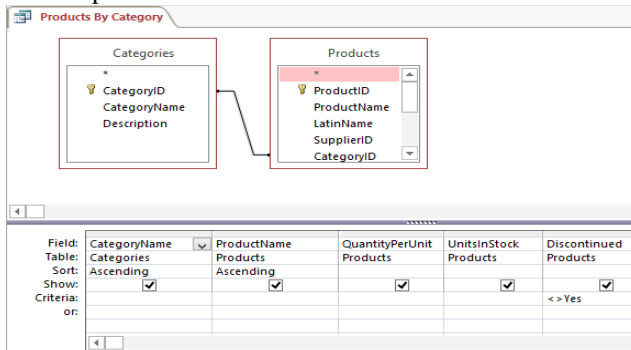 Products By Category
Categories
*
CategoryID
CategoryName
Description
Products
*
ProductID
ProductName
LatinName
SupplierID
CategoryID
Field: CategoryName ProductName QuantityPerUnit UnitsInStock Discontinued
Table: Categories Products Products Products Products
Sort: Ascending Ascending
Show:
Criteria: <>Yes
or: